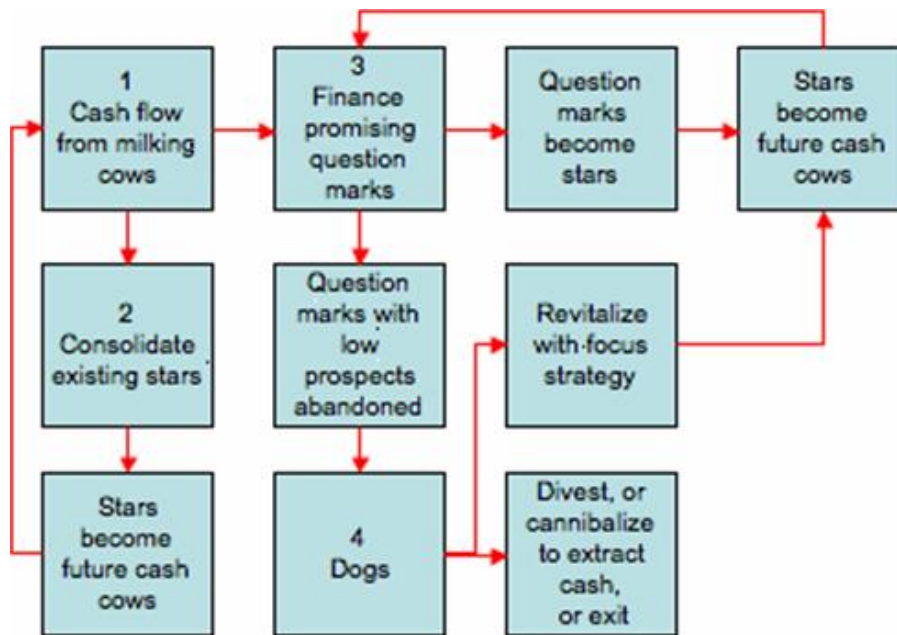 1
Cash flow
from milking
cows
3
Finance
promising
question
marks
Question
marks
become
stars
Stars
become
future cash
cows
2
Consolidate
existing stars
Question
marks with
low
prospects
abandoned
Revitalize
with focus
strategy
Stars
become
future cash
cows
4
Dogs
Divest, or
cannibalize
to extract
cash,
or exit